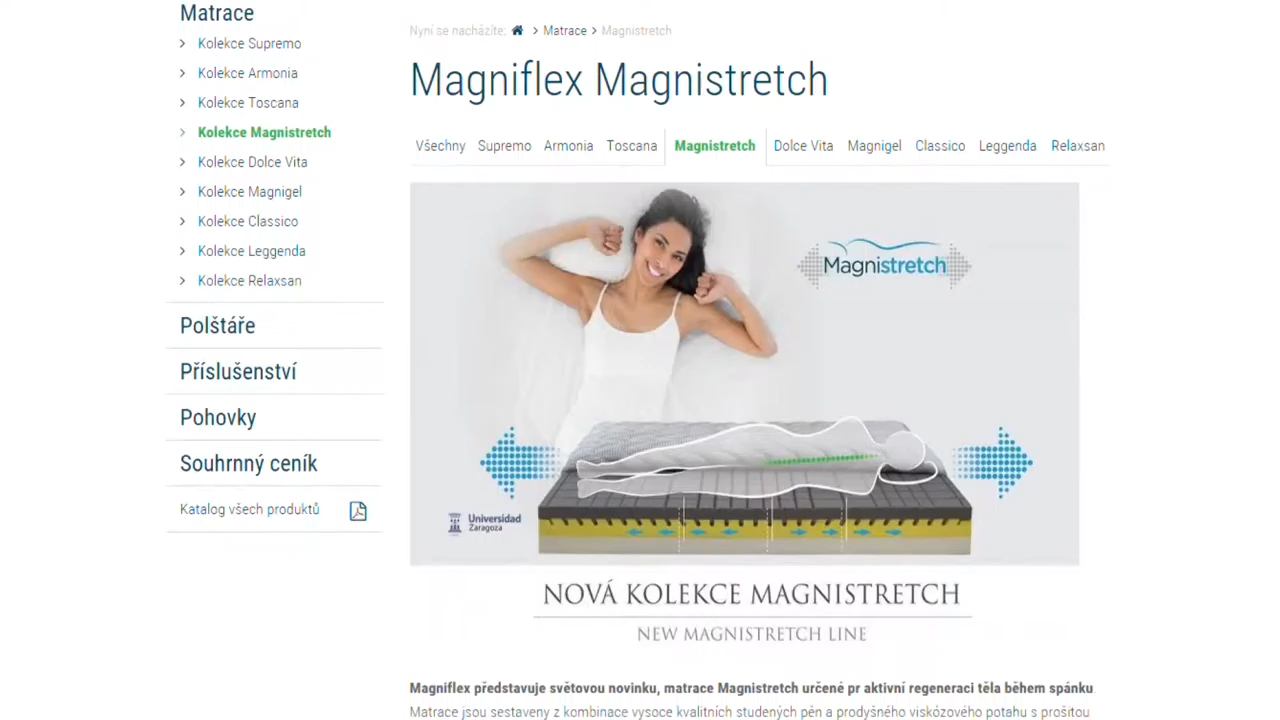 Matrace
Kolekce Supremo
Kolekce Armonia
Kolekce Toscana
Kolekce Magnistretch
Kolekce Dolce Vita
Kolekce Magnigel
Kolekce Classico
Kolekce Leggenda
Kolekce Relaxsan
Polštáře
Příslušenství
Pohovky
Souhrnný ceník
Katalog všech produktů
Nyní se nacházíte: > Matrace > Magnistretch
Magniflex Magnistretch
Všechny Supremo Armonia Toscana Magnistretch Dolce Vita Magnigel Classico Leggenda Relaxsan
Magnistretch
Universidad
Zaragoza
NOVÁ KOLEKCE MAGNISTRETCH
NEW MAGNISTRETCH LINE
Magniflex představuje světovou novinku, matrace Magnistretch určené pr aktivní regeneraci těla během spánku
Matrace jsou sestaveny z kombinace vysoce kvalitních studených pěn a prodyšného viskózového potahu s prošitou